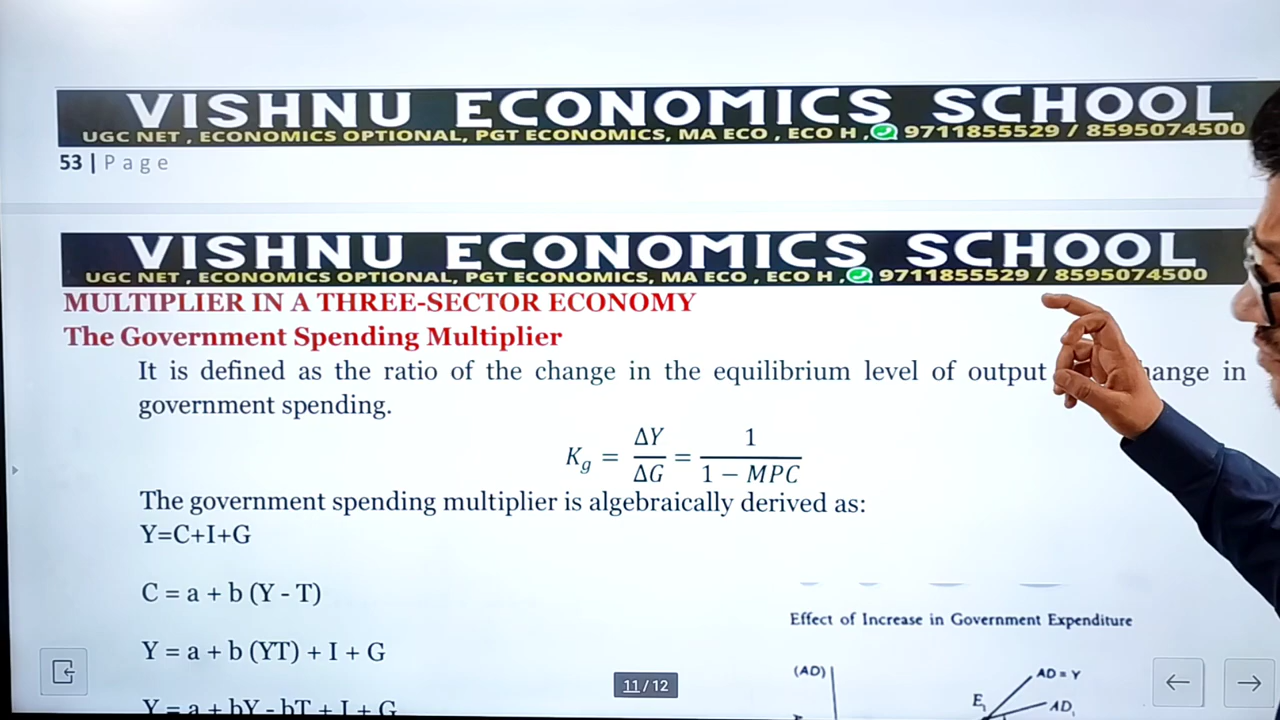 VISHNU ECONOMICS SCHOOL
UGC NET , ECONOMICS OPTIONAL, PGT ECONOMICS, MA ECO , ECO H , 9711855529 / 8595074500
53 | Page
VISHNU ECONOMICS SCHOOL
UGC NET , ECONOMICS OPTIONAL, PGT ECONOMICS, MA ECO , ECO H , 9711855529 / 8595074500
MULTIPLIER IN A THREE-SECTOR ECONOMY
The Government Spending Multiplier
It is defined as the ratio of the change in the equilibrium level of output in
government spending.
K_g = ΔY/ΔG = 1/(1 − MPC)
The government spending multiplier is algebraically derived as:
Y=C+I+G
C = a + b (Y - T)
Effect of Increase in Government Expenditure
Y = a + b (YT) + I + G
(AD)
AD = Y
11 / 12
E₁
AD₁
Y = a + bY - bT + I + G